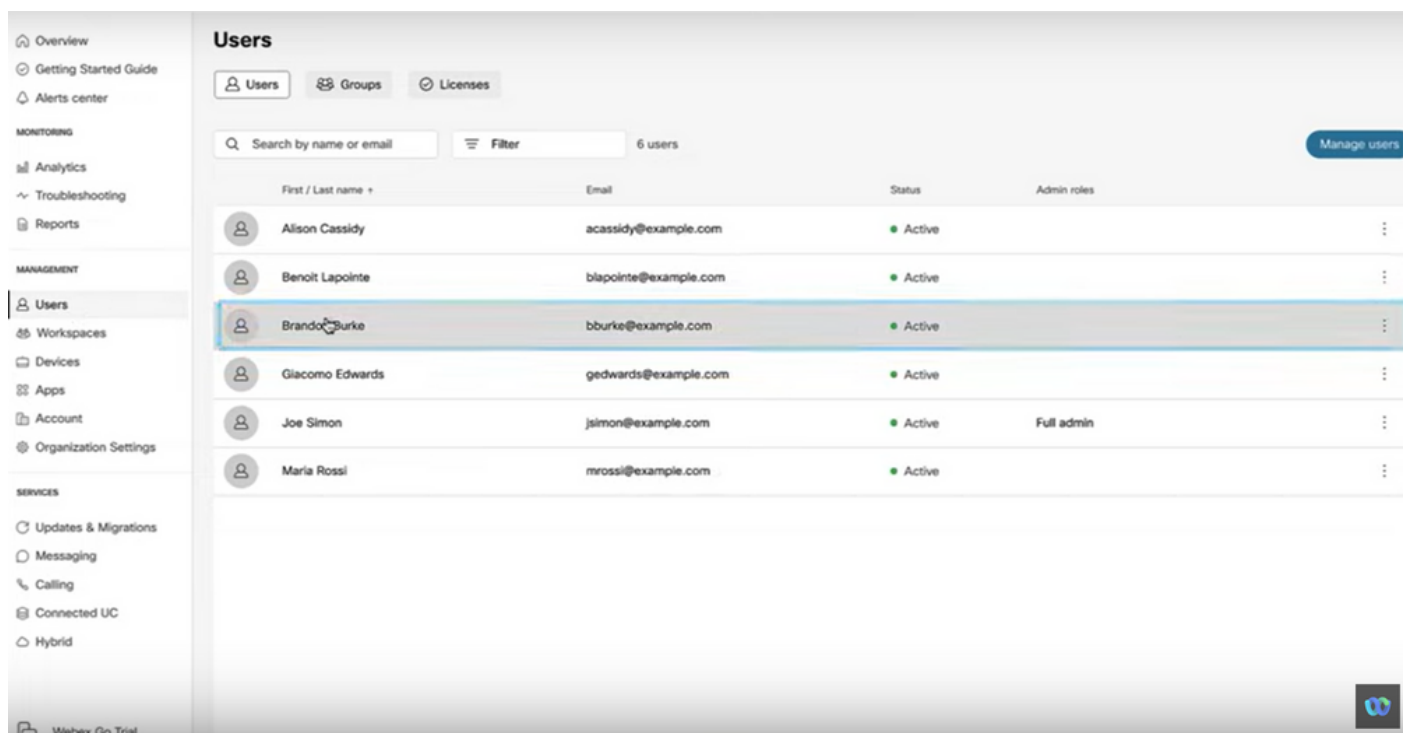 Overview
Getting Started Guide
Alerts center
MONITORING
Analytics
Troubleshooting
Reports
MANAGEMENT
Users
Workspaces
Devices
Apps
Account
Organization Settings
SERVICES
Updates & Migrations
Messaging
Calling
Connected UC
Hybrid
Webex Go Trial
Users
Users Groups Licenses
Search by name or email Filter 6 users Manage users
First / Last name ↑ Email Status Admin roles
Alison Cassidy acassidy@example.com Active
Benoit Lapointe blapointe@example.com Active
Burke bburke@example.com Active
Giacomo Edwards gedwards@example.com Active
Joe Simon jsimon@example.com Active Full admin
Maria Rossi mrossi@example.com Active